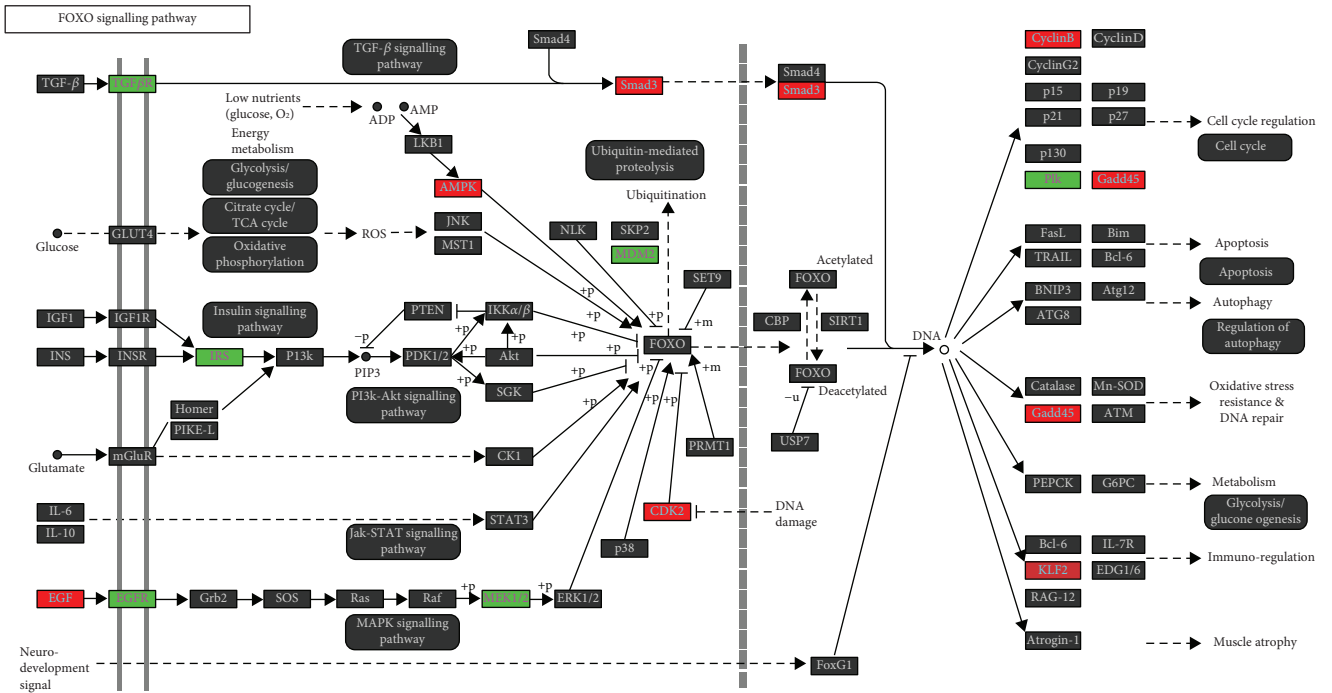 FOXO signalling pathway
TGF-β
TGFβR
TGF-β signalling
pathway
Smad4
Smad3
Smad4
Smad3
Low nutrients
(glucose, O₂)
ADP
AMP
Energy
metabolism
LKB1
AMPK
Glycolysis/
glucogenesis
Citrate cycle/
TCA cycle
Oxidative
phosphorylation
Glucose
GLUT4
ROS
JNK
MST1
Ubiquitin-mediated
proteolysis
Ubiquitination
NLK
SKP2
MDM2
SET9
+p
+p
+m
IGF1
IGF1R
INS
INSR
IRS
P13k
Insulin signalling
pathway
–p
PIP3
PTEN
IKKα/β
PDK1/2
Akt
SGK
+p
+p
+p
+p
+p
+p
+p
+p
+p
PI3k-Akt signalling
pathway
FOXO
+p
+p
+m
Homer
PIKE-L
Glutamate
mGluR
CK1
PRMT1
IL-6
IL-10
STAT3
Jak-STAT signalling
pathway
CDK2
DNA
damage
p38
EGF
EGFR
Grb2
SOS
Ras
Raf
+p
MEK1/2
+p
ERK1/2
MAPK signalling
pathway
Neuro-
development
signal
FoxG1
Acetylated
FOXO
CBP
SIRT1
FOXO
Deacetylated
–u
USP7
DNA
CyclinB
CyclinD
CyclinG2
p15
p19
p21
p27
p130
Plk
Gadd45
Cell cycle regulation
Cell cycle
FasL
Bim
TRAIL
Bcl-6
Apoptosis
Apoptosis
BNIP3
Atg12
ATG8
Autophagy
Regulation of
autophagy
Catalase
Mn-SOD
Gadd45
ATM
Oxidative stress
resistance &
DNA repair
PEPCK
G6PC
Metabolism
Glycolysis/
glucone ogenesis
Bcl-6
IL-7R
KLF2
EDG1/6
RAG-12
Immuno-regulation
Atrogin-1
Muscle atrophy